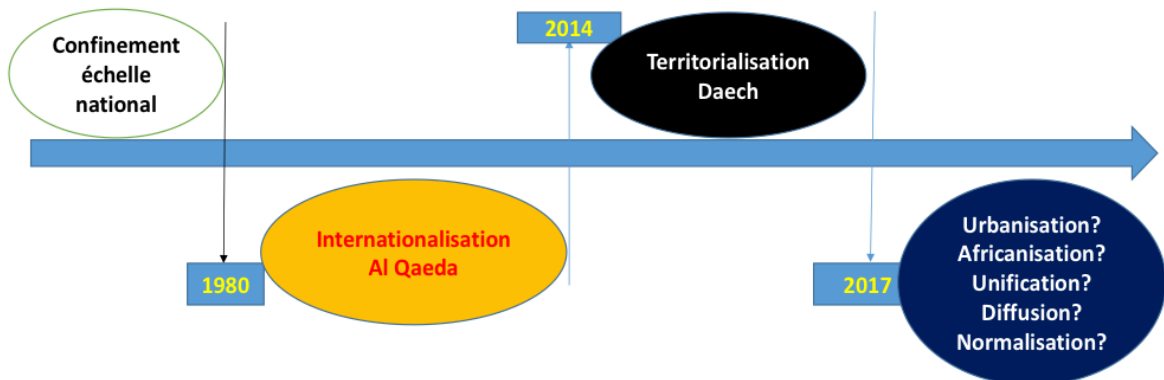 Confinement
échelle
national
1980
Internationalisation
Al Qaeda
2014
Territorialisation
Daech
2017
Urbanisation?
Africanisation?
Unification?
Diffusion?
Normalisation?